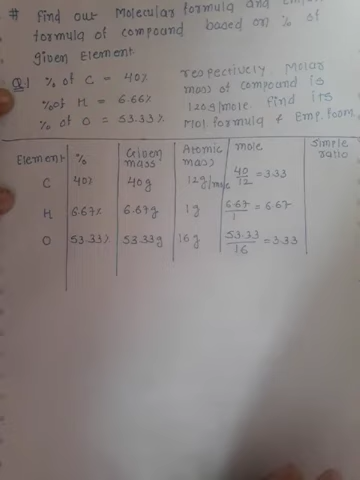 # Find out Molecular formula and
formula of compound based on % of
given Element
Q.1 % of C = 40% respectively Molar
mass of compound is
% of H = 6.66% 120g/mole. Find its
% of O = 53.33% Mol. formula & Emp. foom.
Element % Given mass Atomic mass mole Simple ratio
C 40% 40g 12g/mole 40/12 = 3.33
H 6.67% 6.67g 1g 6.67/1 = 6.67
O 53.33% 53.33g 16g 53.33/16 = 3.33